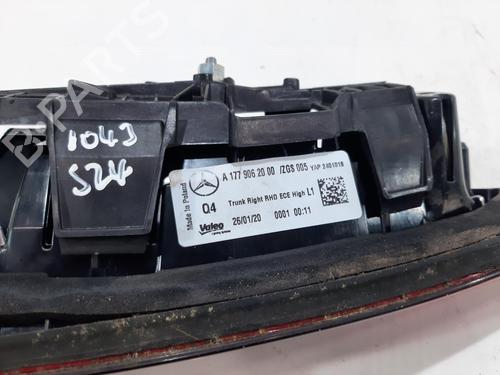 1043
S24
Made in Poland
A 177 906 20 00 /ZGS 005 YAP 2401018
Q4 Trunk Right RHD ECE High L1
Valeo 26/01/20 0001 00:11